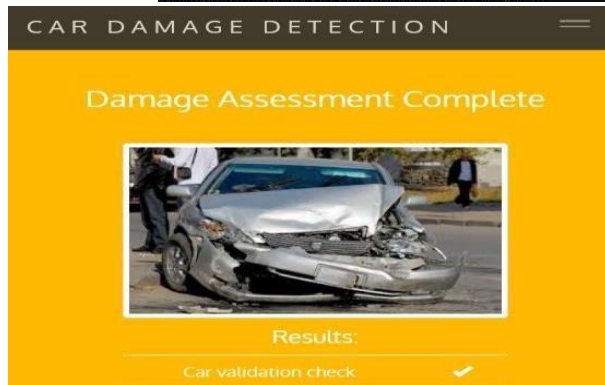 CAR DAMAGE DETECTION
Damage Assessment Complete
Results:
Car validation check ✓